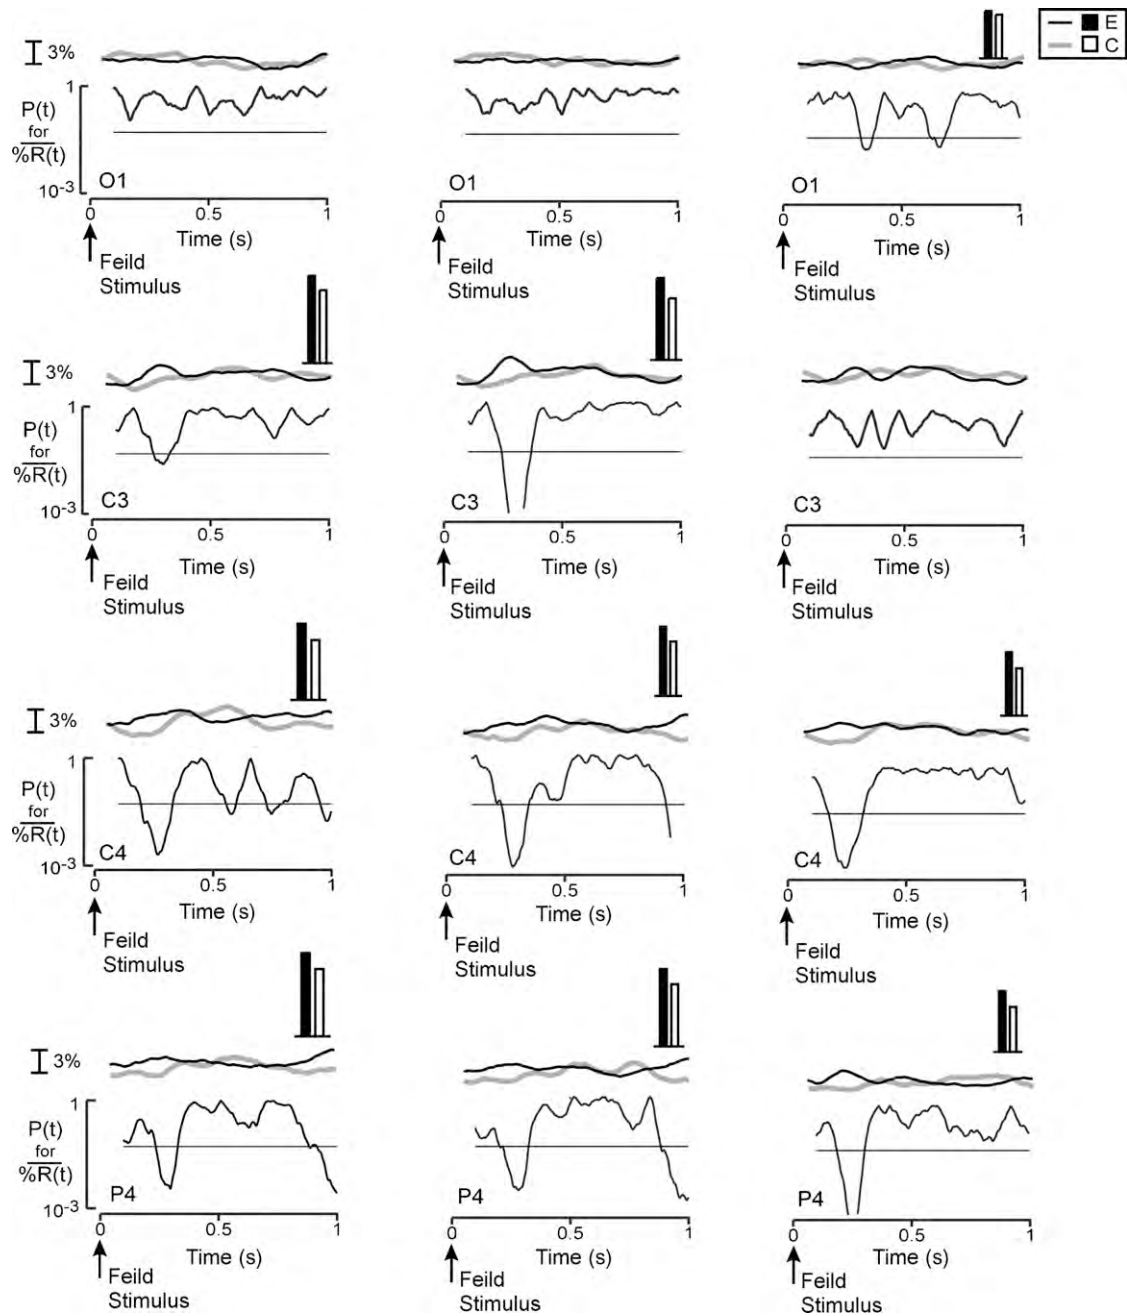 E
C
3%
1
P(t)
for
%R(t)
10-3
O1
0 0.5 1
Time (s)
Feild
Stimulus
O1
0 0.5 1
Time (s)
Feild
Stimulus
O1
0 0.5 1
Time (s)
Feild
Stimulus
3%
1
P(t)
for
%R(t)
10-3
C3
0 0.5 1
Time (s)
Feild
Stimulus
C3
0 0.5 1
Time (s)
Feild
Stimulus
C3
0 0.5 1
Time (s)
Feild
Stimulus
3%
1
P(t)
for
%R(t)
10-3
C4
0 0.5 1
Time (s)
Feild
Stimulus
C4
0 0.5 1
Time (s)
Feild
Stimulus
C4
0 0.5 1
Time (s)
Feild
Stimulus
3%
1
P(t)
for
%R(t)
10-3
P4
0 0.5 1
Time (s)
Feild
Stimulus
P4
0 0.5 1
Time (s)
Feild
Stimulus
P4
0 0.5 1
Time (s)
Feild
Stimulus